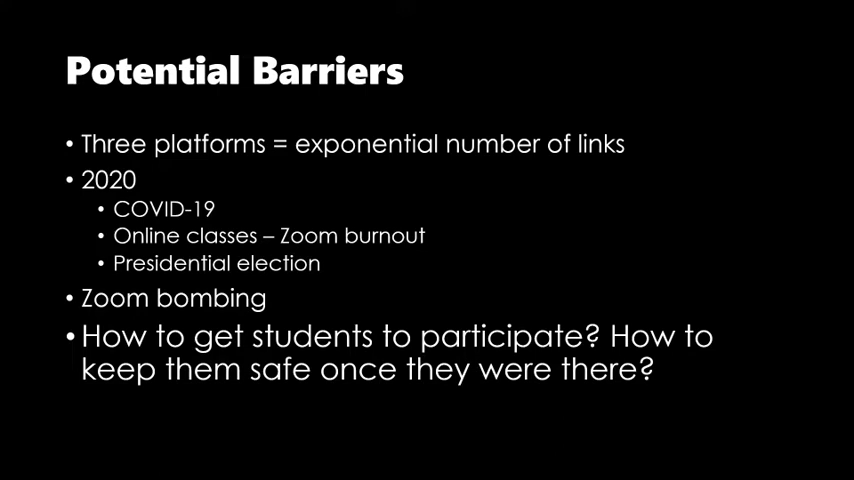 Potential Barriers
• Three platforms = exponential number of links
• 2020
• COVID-19
• Online classes – Zoom burnout
• Presidential election
• Zoom bombing
• How to get students to participate? How to
keep them safe once they were there?